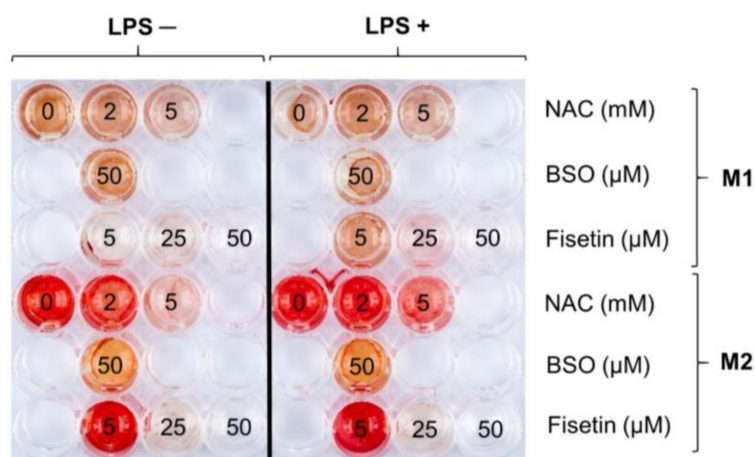 LPS — LPS +
0 2 5 0 2 5 NAC (mM)
50 50 BSO (µM)
5 25 50 5 25 50 Fisetin (µM)
M1
0 2 5 0 2 5 NAC (mM)
50 50 BSO (µM)
5 25 50 5 25 50 Fisetin (µM)
M2